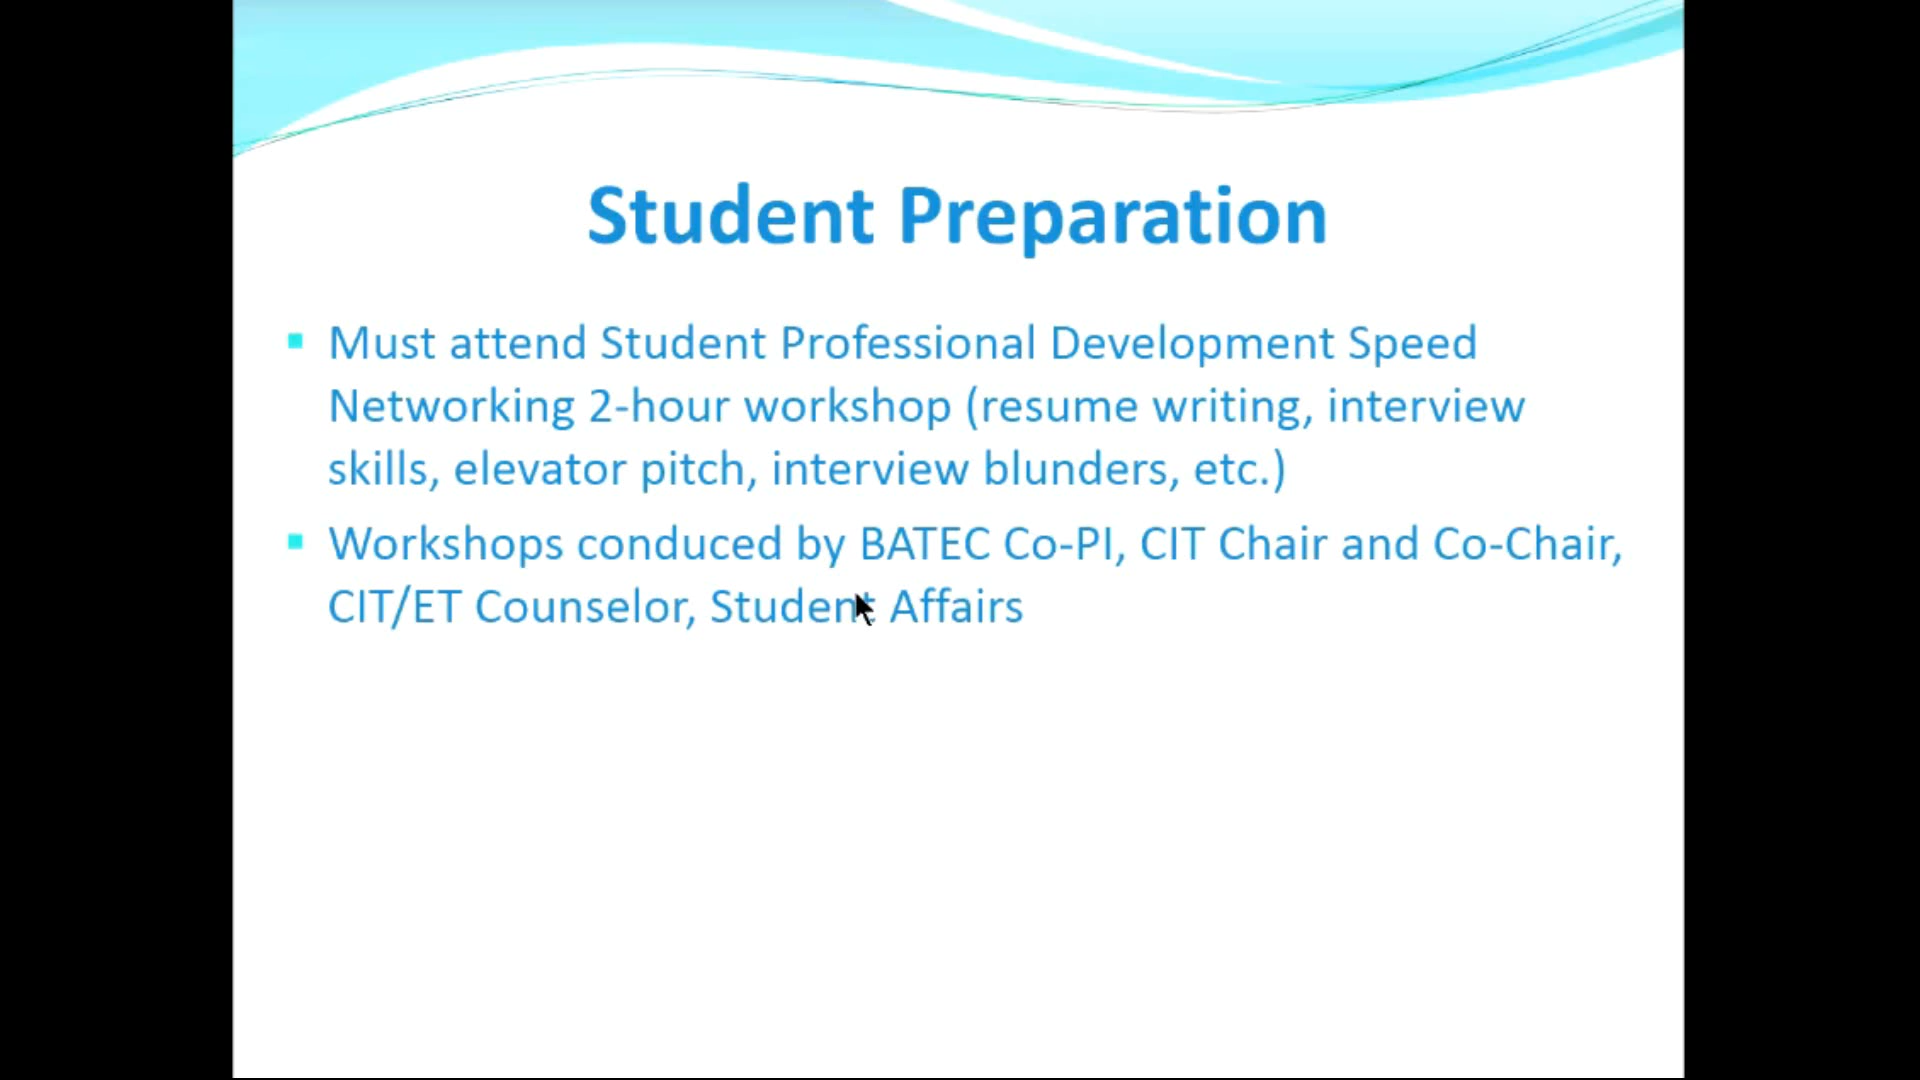 Student Preparation
Must attend Student Professional Development Speed
Networking 2-hour workshop (resume writing, interview
skills, elevator pitch, interview blunders, etc.)
Workshops conduced by BATEC Co-PI, CIT Chair and Co-Chair,
CIT/ET Counselor, Student Affairs